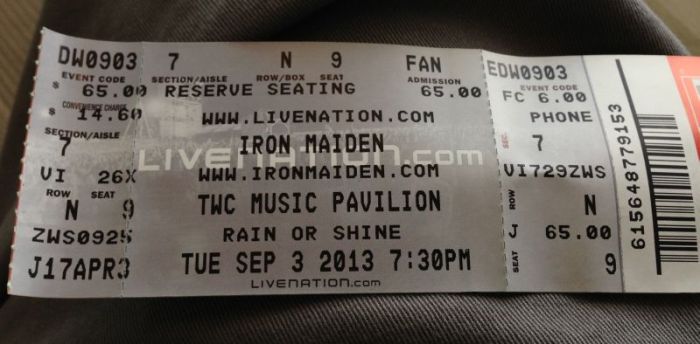 DW0903
EVENT CODE
$ 65.00
CONVENIENCE CHARGE
$ 14.60
SECTION/AISLE
7
VI 26X
ROW SEAT
N 9
ZWS0925
J17APR3
7 N 9 FAN
SECTION/AISLE ROW/BOX SEAT ADMISSION
RESERVE SEATING 65.00
WWW.LIVENATION.COM
IRON MAIDEN
LIVENATION.com
WWW.IRONMAIDEN.COM
TWC MUSIC PAVILION
RAIN OR SHINE
TUE SEP 3 2013 7:30PM
LIVENATION.com
EDW0903
EVENT CODE
FC 6.00
PHONE
SEC.
7
VI729ZWS
N
65.00
SEAT
9
615648779153